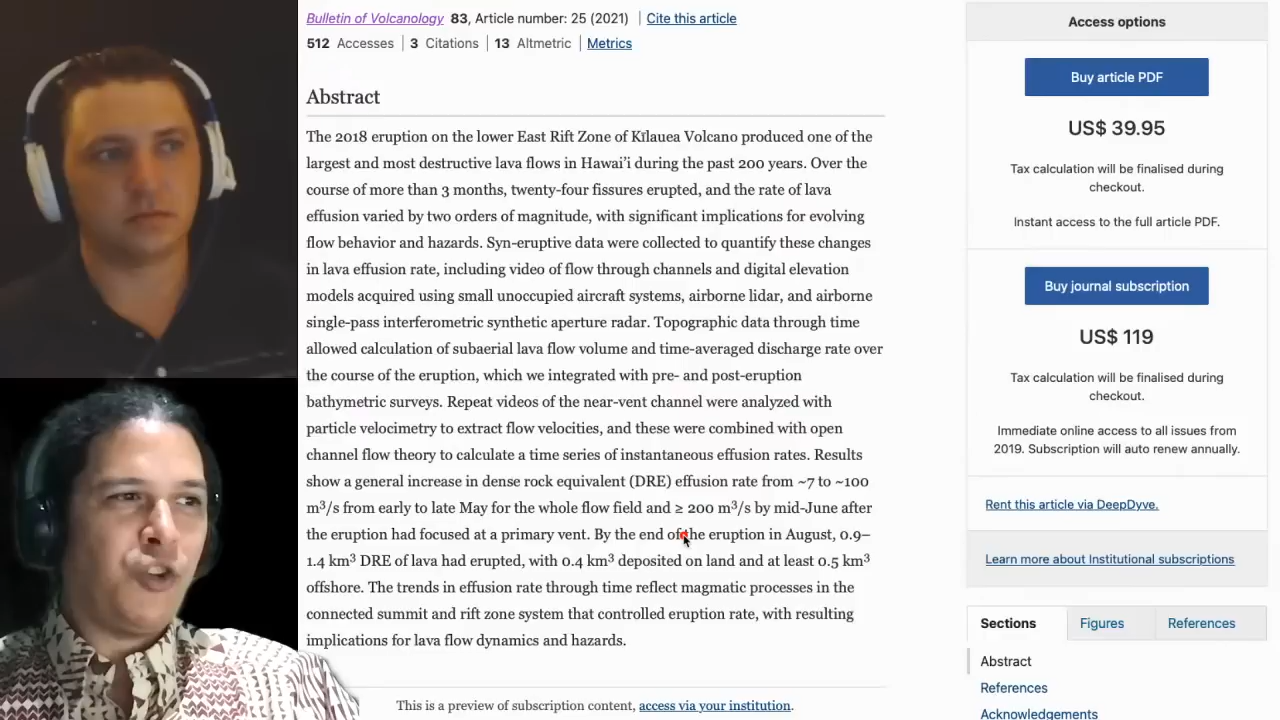 Bulletin of Volcanology 83, Article number: 25 (2021) | Cite this article
512 Accesses | 3 Citations | 13 Altmetric | Metrics
Abstract
The 2018 eruption on the lower East Rift Zone of Kīlauea Volcano produced one of the
largest and most destructive lava flows in Hawai’i during the past 200 years. Over the
course of more than 3 months, twenty-four fissures erupted, and the rate of lava
effusion varied by two orders of magnitude, with significant implications for evolving
flow behavior and hazards. Syn-eruptive data were collected to quantify these changes
in lava effusion rate, including video of flow through channels and digital elevation
models acquired using small unoccupied aircraft systems, airborne lidar, and airborne
single-pass interferometric synthetic aperture radar. Topographic data through time
allowed calculation of subaerial lava flow volume and time-averaged discharge rate over
the course of the eruption, which we integrated with pre- and post-eruption
bathymetric surveys. Repeat videos of the near-vent channel were analyzed with
particle velocimetry to extract flow velocities, and these were combined with open
channel flow theory to calculate a time series of instantaneous effusion rates. Results
show a general increase in dense rock equivalent (DRE) effusion rate from ~7 to ~100
m³/s from early to late May for the whole flow field and ≥ 200 m³/s by mid-June after
the eruption had focused at a primary vent. By the end of the eruption in August, 0.9–
1.4 km³ DRE of lava had erupted, with 0.4 km³ deposited on land and at least 0.5 km³
offshore. The trends in effusion rate through time reflect magmatic processes in the
connected summit and rift zone system that controlled eruption rate, with resulting
implications for lava flow dynamics and hazards.
This is a preview of subscription content, access via your institution.
Access options
Buy article PDF
US$ 39.95
Tax calculation will be finalised during
checkout.
Instant access to the full article PDF.
Buy journal subscription
US$ 119
Tax calculation will be finalised during
checkout.
Immediate online access to all issues from
2019. Subscription will auto renew annually.
Rent this article via DeepDyve.
Learn more about Institutional subscriptions
Sections Figures References
Abstract
References
Acknowledgements